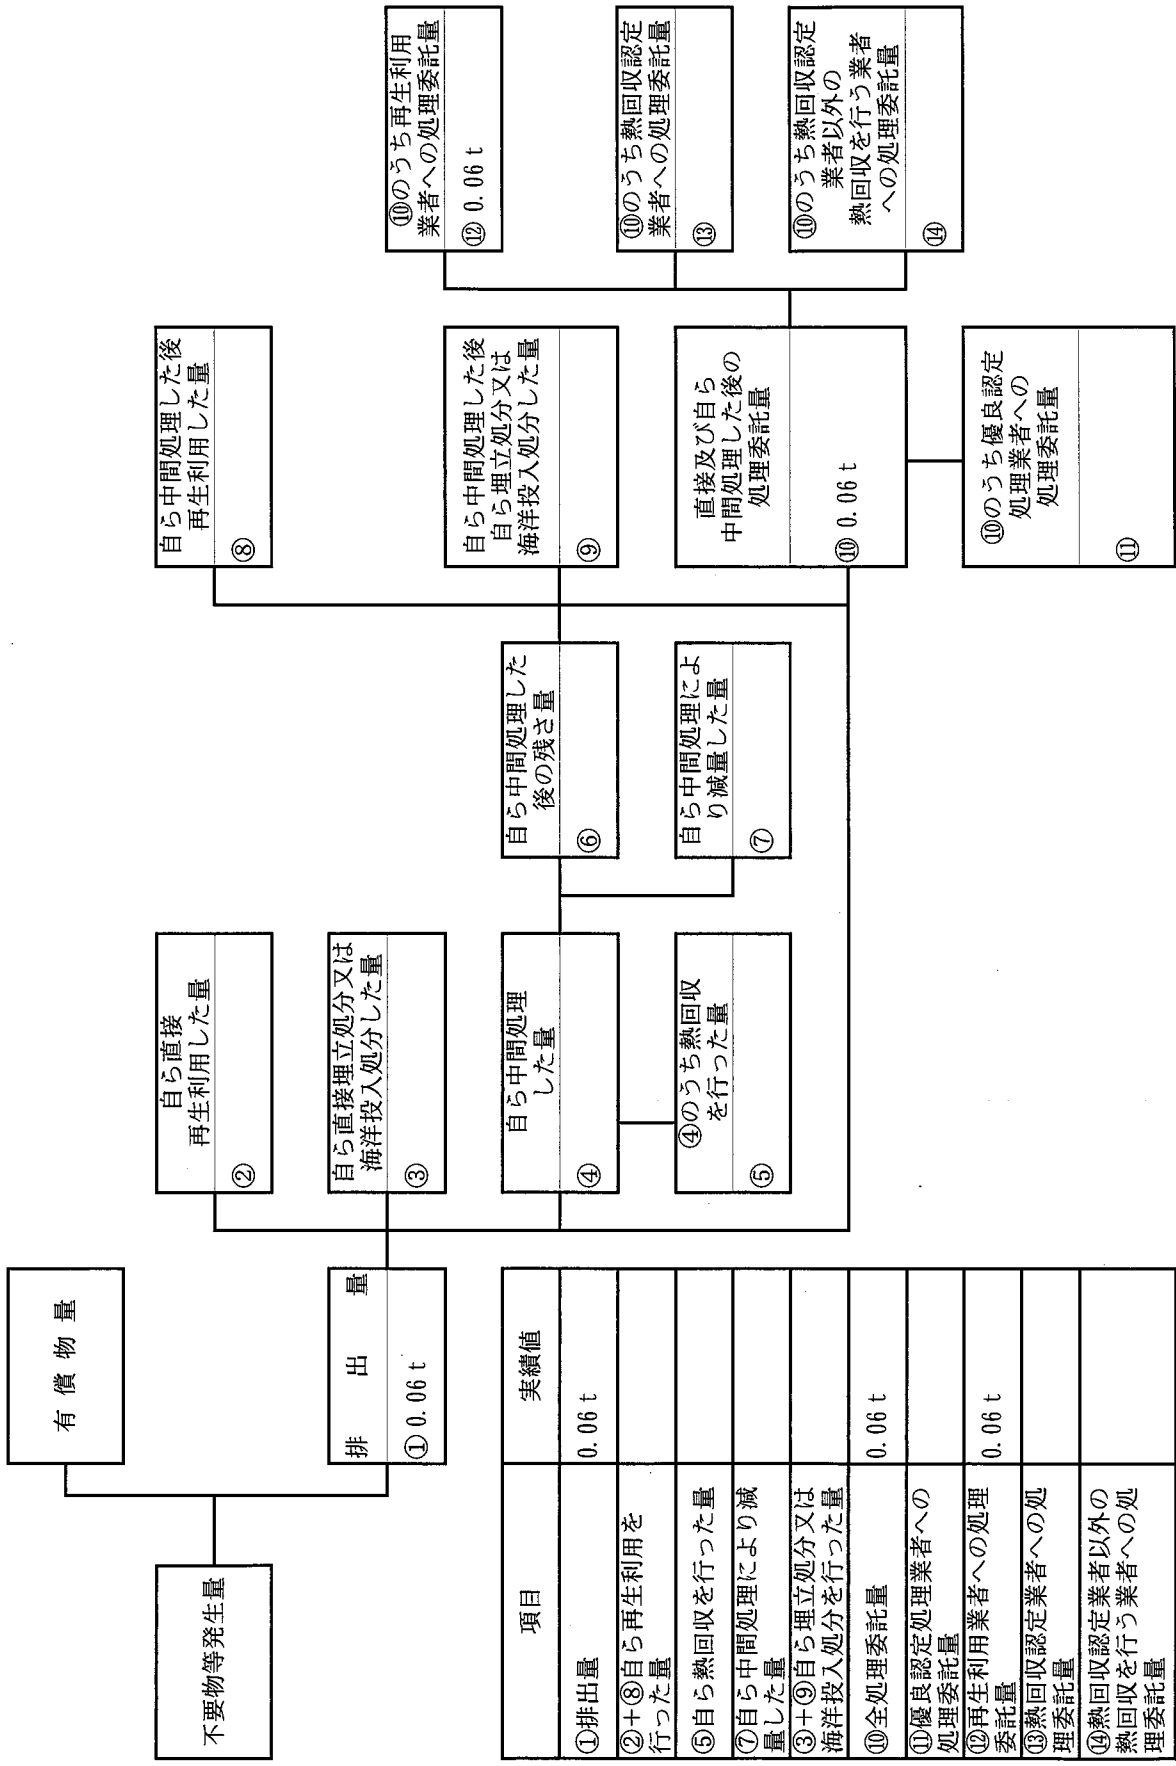 不要物等発生量
有償物量
排出量
①0.06t
自ら直接
再生利用した量
②
自ら直接埋立処分又は
海洋投入処分した量
③
自ら中間処理
した量
④
④のうち熱回収
を行った量
⑤
自ら中間処理した
後の残さ量
⑥
自ら中間処理によ
り減量した量
⑦
自ら中間処理した後
再生利用した量
⑧
自ら中間処理した後
自ら埋立処分又は
海洋投入処分した量
⑨
直接及び自ら
中間処理した後の
処理委託量
⑩0.06t
⑩のうち優良認定
処理業者への
処理委託量
⑪
⑩のうち再生利用
業者への処理委託量
⑫0.06t
⑩のうち熱回収認定
業者への処理委託量
⑬
⑩のうち熱回収認定
業者以外の
熱回収を行う業者
への処理委託量
⑭
項目 実績値
①排出量 0.06t
②+⑧自ら再生利用を
行った量
⑤自ら熱回収を行った量
⑦自ら中間処理により減
量した量
③+⑨自ら埋立処分又は
海洋投入処分を行った量
⑩全処理委託量 0.06t
⑪優良認定処理業者への
処理委託量
⑫再生利用業者への処理
委託量 0.06t
⑬熱回収認定業者への処
理委託量
⑭熱回収認定業者以外の
熱回収を行う業者への処
理委託量